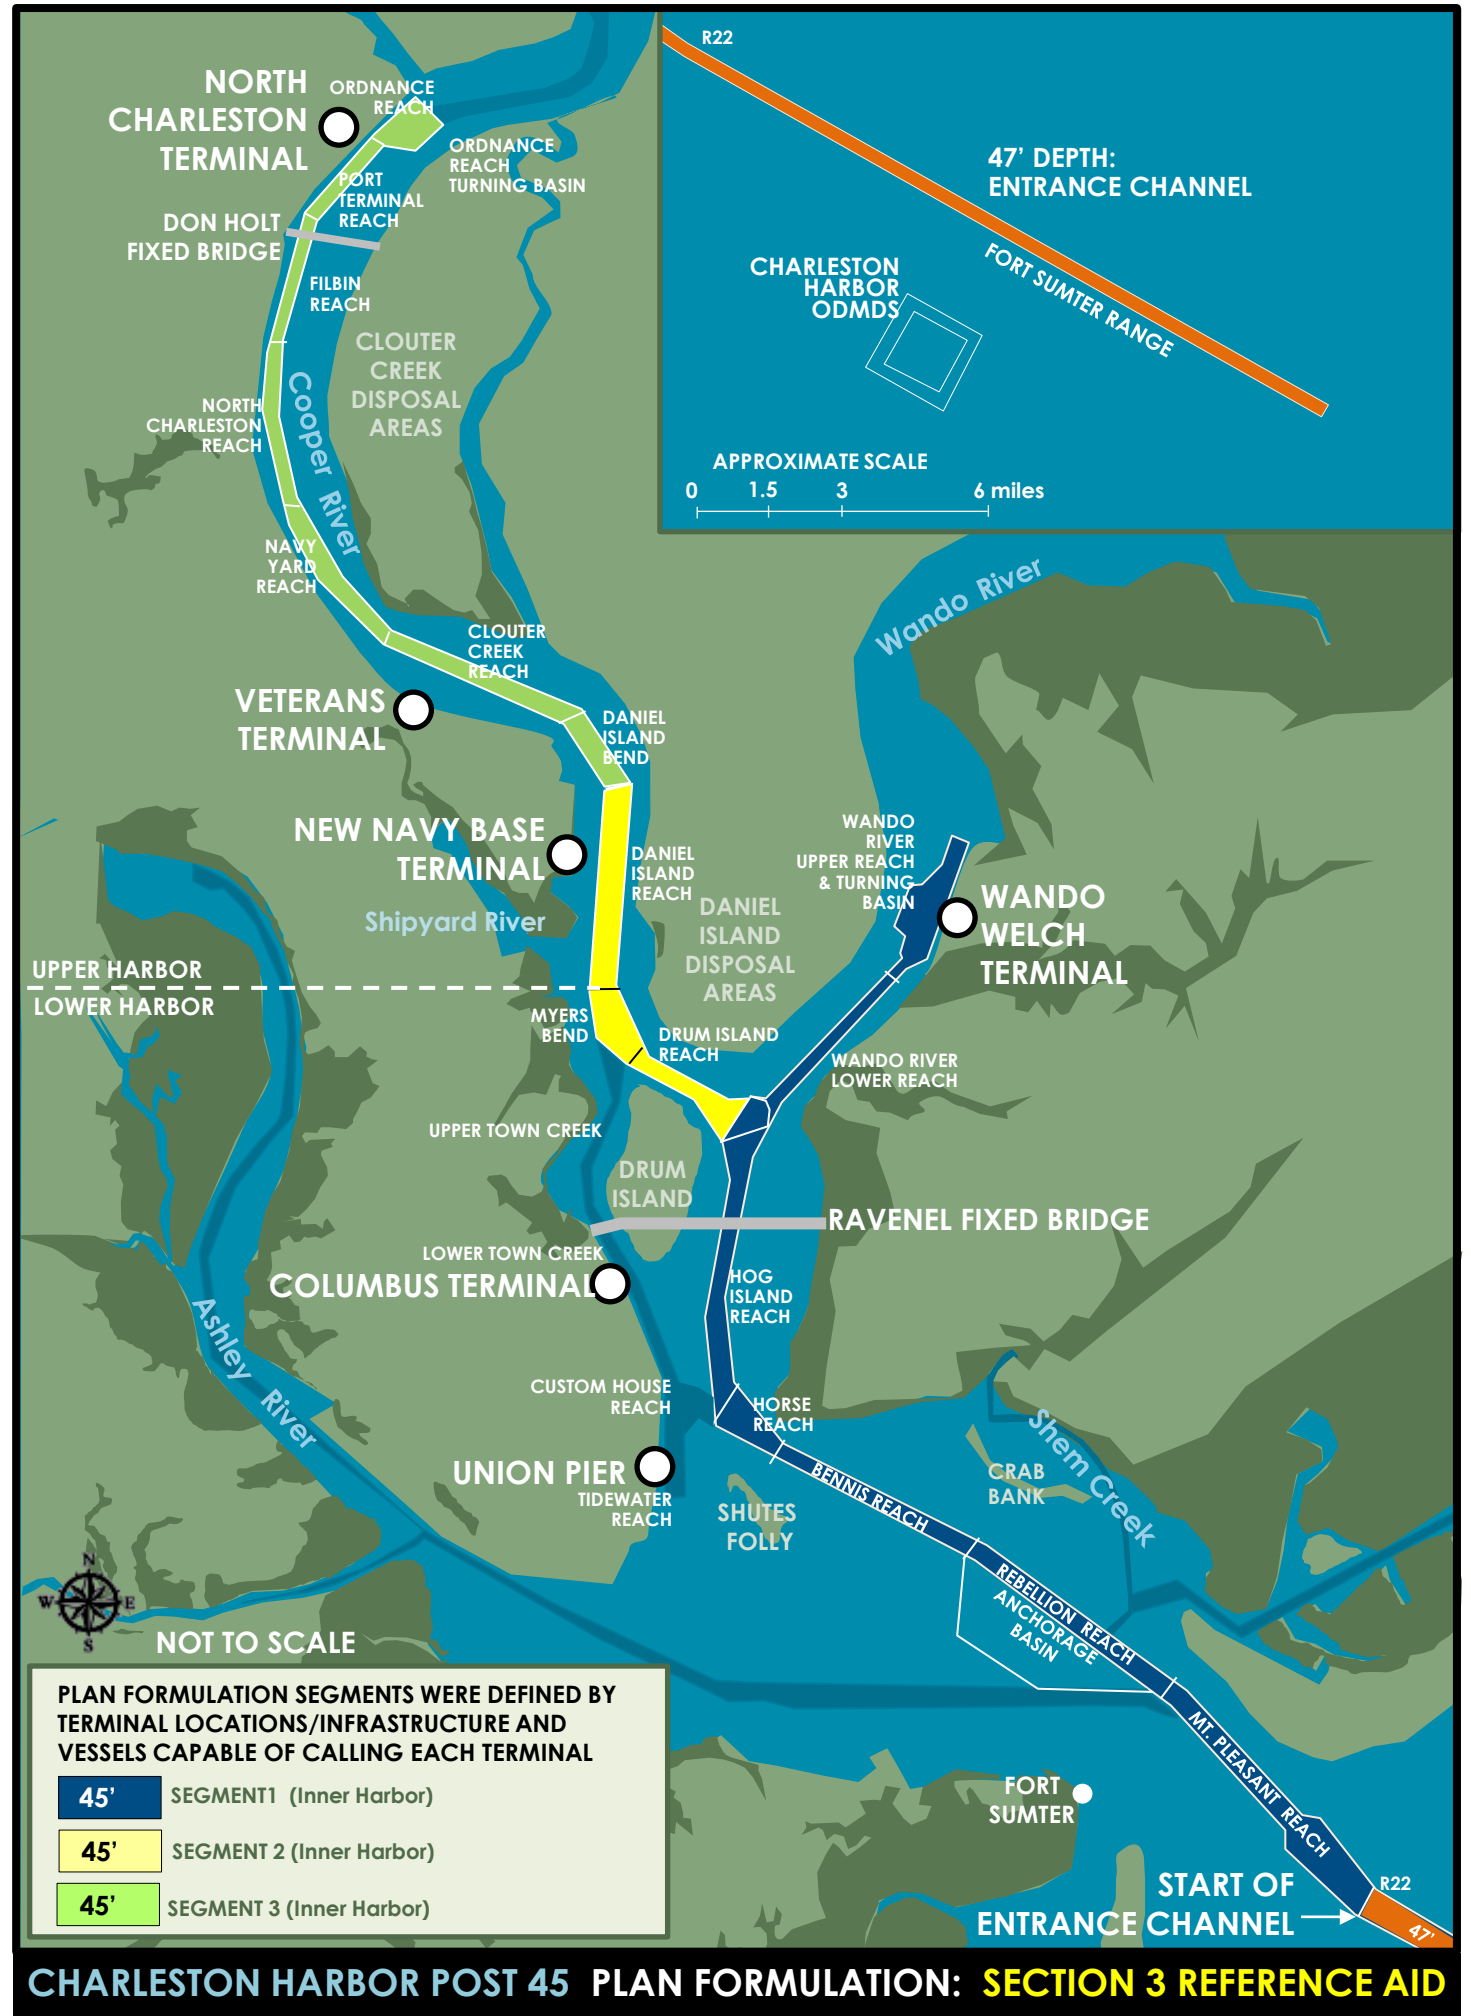 R22
47' DEPTH:
ENTRANCE CHANNEL
FORT SUMTER RANGE
CHARLESTON
HARBOR
ODMDS
APPROXIMATE SCALE
0 1.5 3 6 miles
NORTH
CHARLESTON
TERMINAL
ORDNANCE
REACH
ORDNANCE
REACH
TURNING BASIN
PORT
TERMINAL
REACH
DON HOLT
FIXED BRIDGE
FILBIN
REACH
CLOUTER
CREEK
DISPOSAL
AREAS
Cooper River
NORTH
CHARLESTON
REACH
NAVY
YARD
REACH
Wando River
CLOUTER
CREEK
REACH
VETERANS
TERMINAL
DANIEL
ISLAND
BEND
NEW NAVY BASE
TERMINAL
DANIEL
ISLAND
REACH
WANDO
RIVER
UPPER REACH
& TURNING
BASIN
WANDO
WELCH
TERMINAL
Shipyard River
DANIEL
ISLAND
DISPOSAL
AREAS
UPPER HARBOR
LOWER HARBOR
MYERS
BEND
DRUM ISLAND
REACH
WANDO RIVER
LOWER REACH
UPPER TOWN CREEK
DRUM
ISLAND
RAVENEL FIXED BRIDGE
LOWER TOWN CREEK
COLUMBUS TERMINAL
HOG
ISLAND
REACH
Ashley River
CUSTOM HOUSE
REACH
HORSE
REACH
UNION PIER
TIDEWATER
REACH
SHUTES
FOLLY
BENNIS REACH
CRAB
BANK
Shem Creek
REBELLION REACH
ANCHORAGE
BASIN
MT. PLEASANT REACH
FORT
SUMTER
START OF
ENTRANCE CHANNEL
R22
47'
N
W E
S
NOT TO SCALE
PLAN FORMULATION SEGMENTS WERE DEFINED BY
TERMINAL LOCATIONS/INFRASTRUCTURE AND
VESSELS CAPABLE OF CALLING EACH TERMINAL
45' SEGMENT1 (Inner Harbor)
45' SEGMENT 2 (Inner Harbor)
45' SEGMENT 3 (Inner Harbor)
CHARLESTON HARBOR POST 45 PLAN FORMULATION: SECTION 3 REFERENCE AID